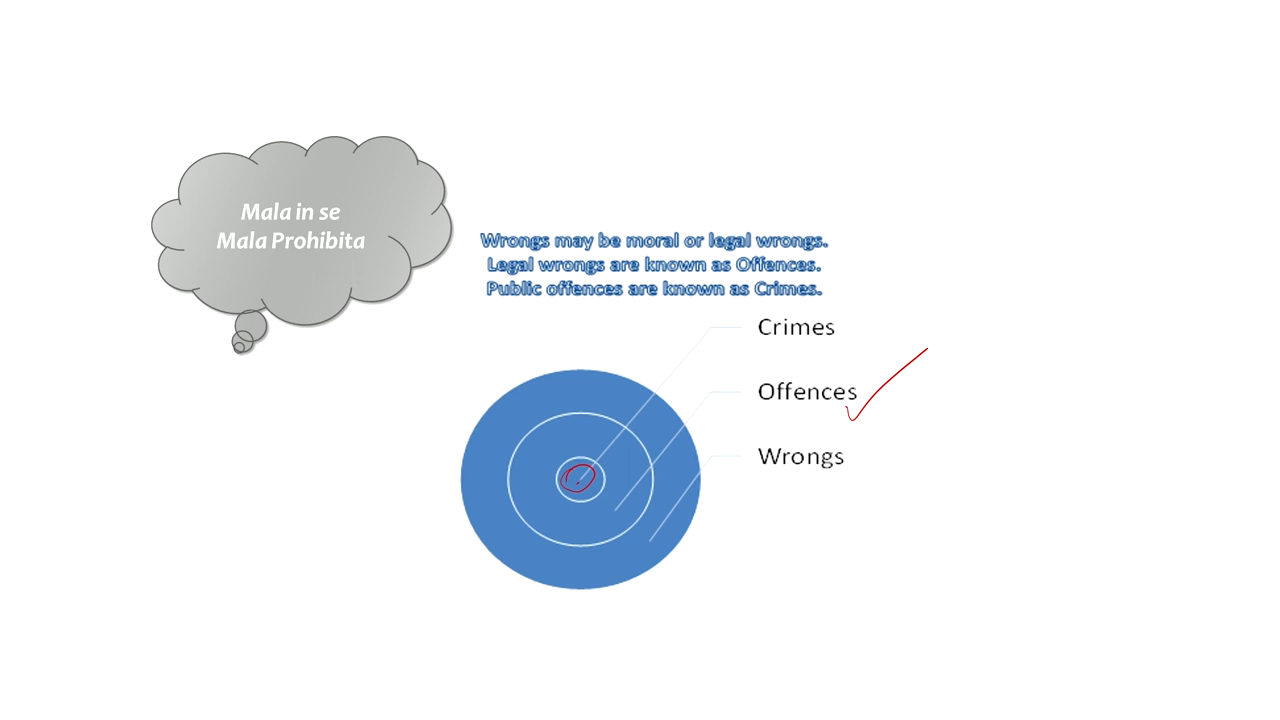 Mala in se
Mala Prohibita
Wrongs may be moral or legal wrongs.
Legal wrongs are known as Offences.
Public offences are known as Crimes.
Crimes
Offences
Wrongs